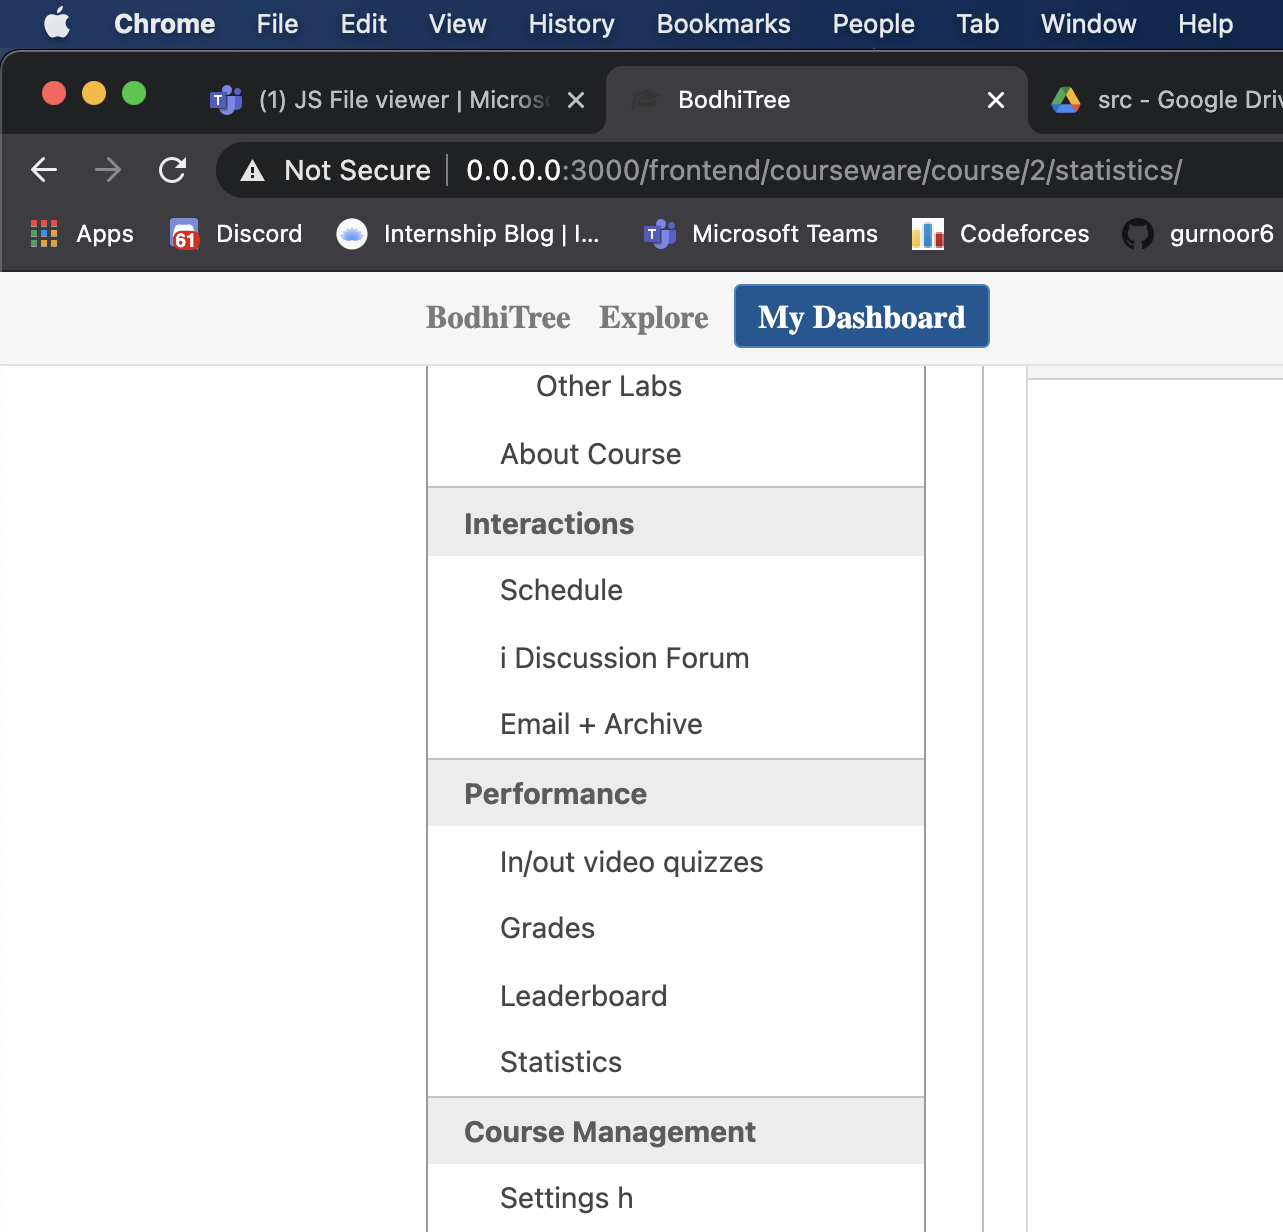 Chrome File Edit View History Bookmarks People Tab Window Help
(1) JS File viewer | Micros BodhiTree src - Google Driv
Not Secure 0.0.0.0:3000/frontend/courseware/course/2/statistics/
Apps 61 Discord Internship Blog | I... Microsoft Teams Codeforces gurnoor6
BodhiTree Explore My Dashboard
Other Labs
About Course
Interactions
Schedule
i Discussion Forum
Email + Archive
Performance
In/out video quizzes
Grades
Leaderboard
Statistics
Course Management
Settings h